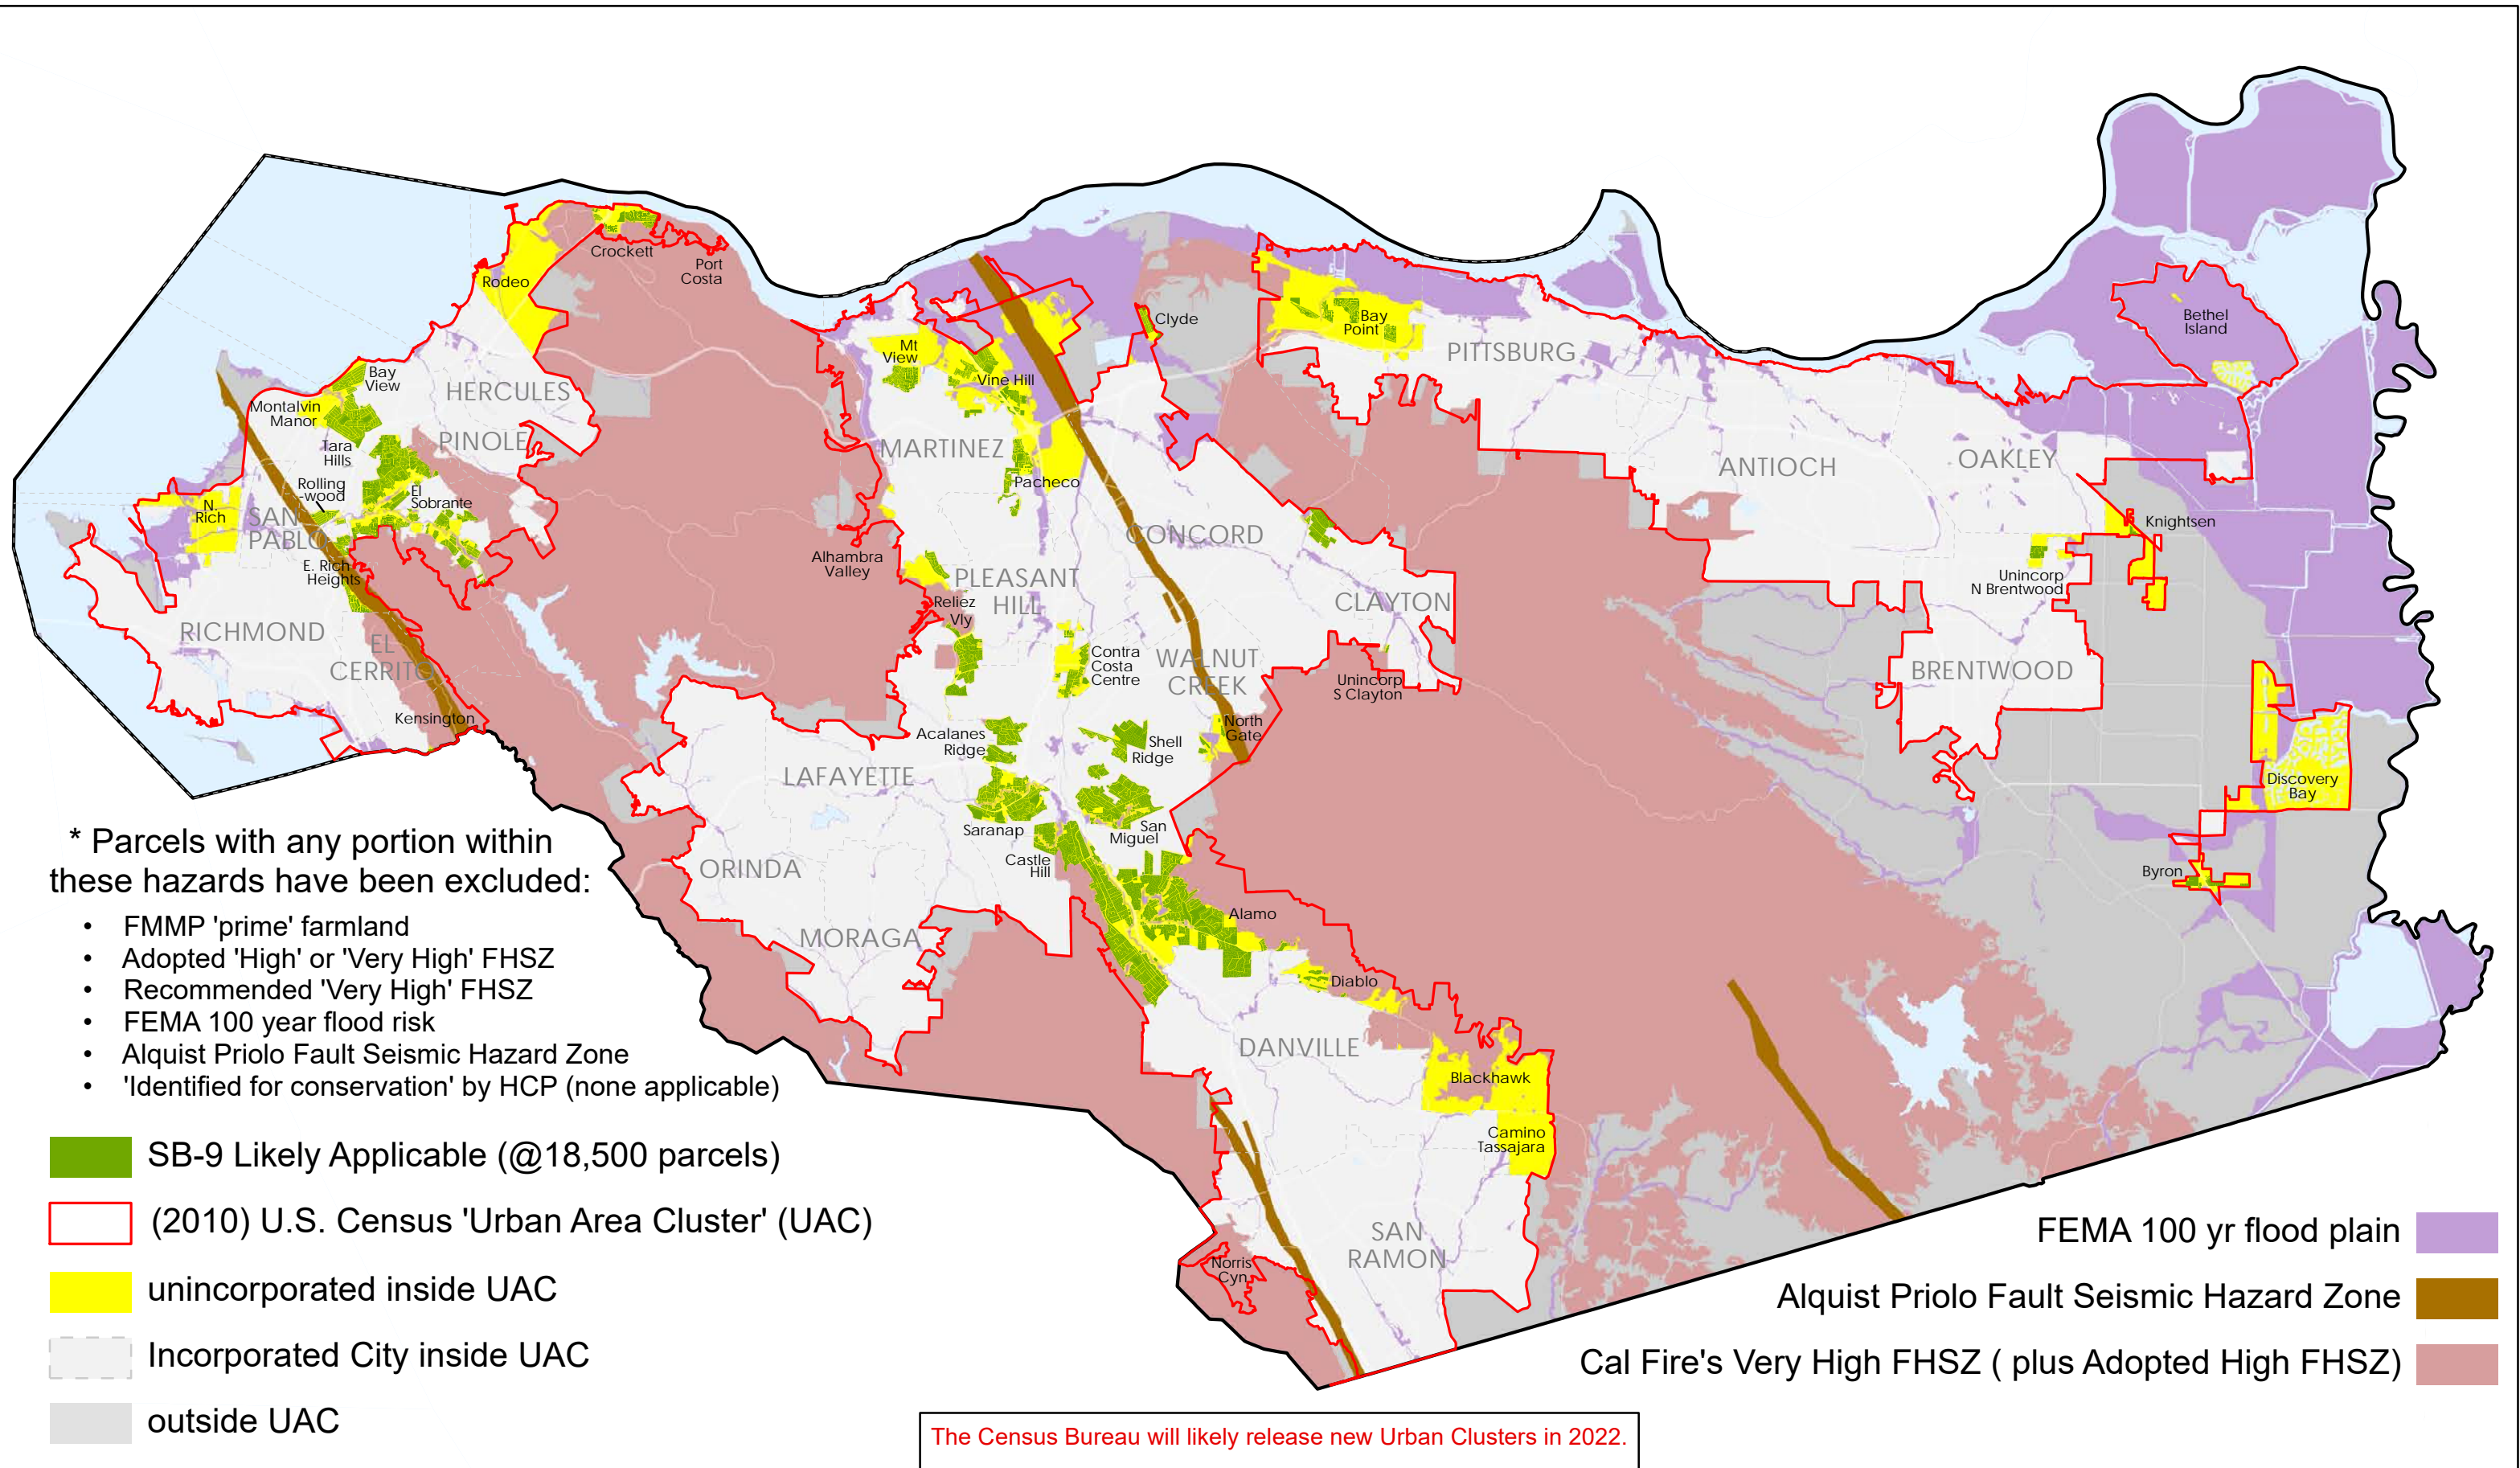 Crockett
Port
Costa
Rodeo
Bay
View
HERCULES
Montalvin
Manor
PINOLE
Tara
Hills
Rolling
-wood
El
Sobrante
N.
Rich
SAN
PABLO
E. Rich
Heights
RICHMOND
EL
CERRITO
Kensington
Mt
View
Vine Hill
Clyde
Bay
Point
PITTSBURG
Bethel
Island
MARTINEZ
Pacheco
ANTIOCH
OAKLEY
CONCORD
Knightsen
Alhambra
Valley
PLEASANT
HILL
Reliez
Vly
CLAYTON
Unincorp
N Brentwood
Contra
Costa
Centre
WALNUT
CREEK
Unincorp
S Clayton
BRENTWOOD
North
Gate
Acalanes
Ridge
Shell
Ridge
LAFAYETTE
Discovery
Bay
Saranap
San
Miguel
Castle
Hill
ORINDA
Byron
Alamo
MORAGA
Diablo
DANVILLE
Blackhawk
Camino
Tassajara
SAN
RAMON
Norris
Cyn
* Parcels with any portion within
these hazards have been excluded:
• FMMP 'prime' farmland
• Adopted 'High' or 'Very High' FHSZ
• Recommended 'Very High' FHSZ
• FEMA 100 year flood risk
• Alquist Priolo Fault Seismic Hazard Zone
• 'Identified for conservation' by HCP (none applicable)
SB-9 Likely Applicable (@18,500 parcels)
(2010) U.S. Census 'Urban Area Cluster' (UAC)
unincorporated inside UAC
Incorporated City inside UAC
outside UAC
FEMA 100 yr flood plain
Alquist Priolo Fault Seismic Hazard Zone
Cal Fire's Very High FHSZ ( plus Adopted High FHSZ)
The Census Bureau will likely release new Urban Clusters in 2022.